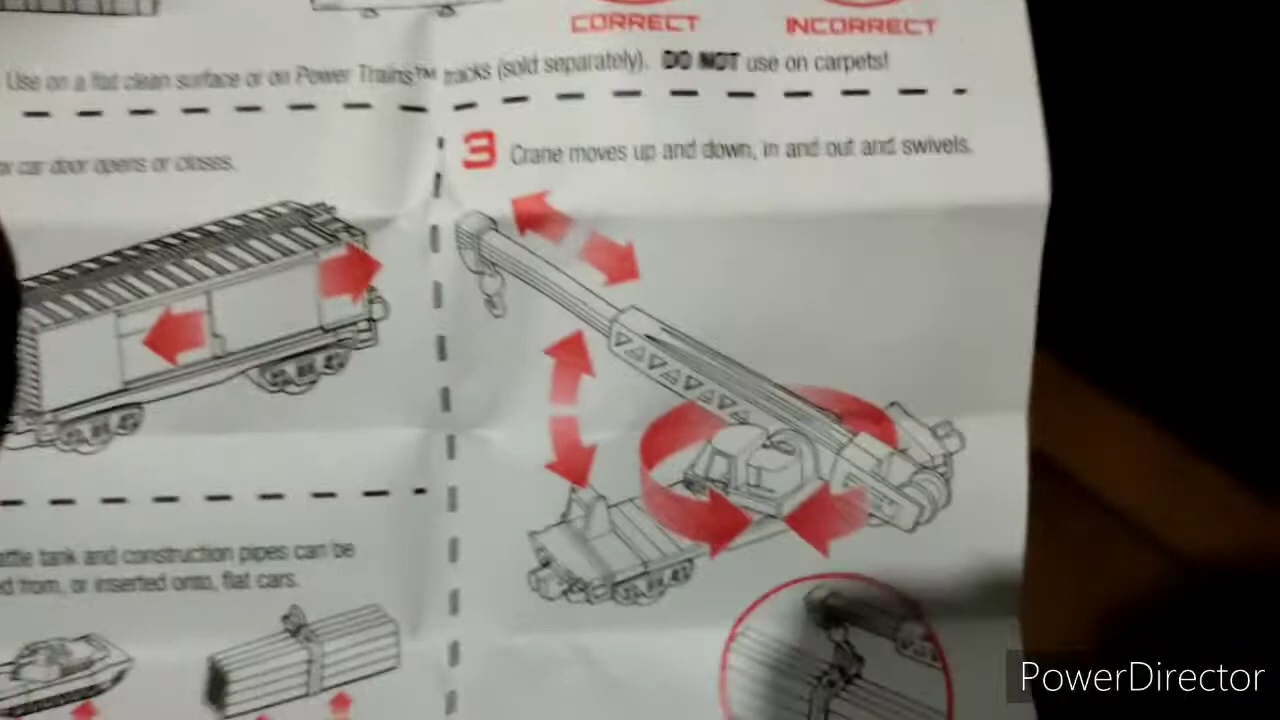 CORRECT
INCORRECT
Use on a flat clean surface or on Power Trains™ tracks (sold separately). DO NOT use on carpets!
car door opens or closes.
3 Crane moves up and down, in and out and swivels.
tank and construction pipes can be
from, or inserted onto, flat cars.
PowerDirector